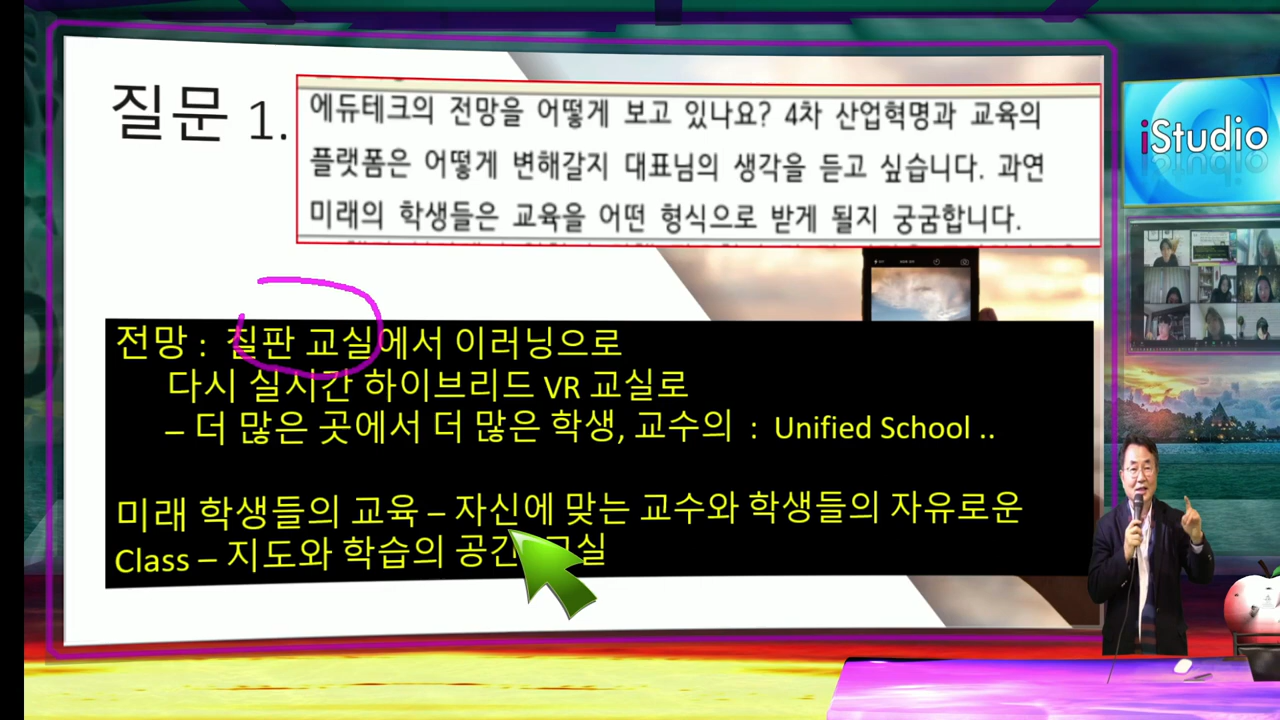 질문 1.
에듀테크의 전망을 어떻게 보고 있나요? 4차 산업혁명과 교육의
플랫폼은 어떻게 변해갈지 대표님의 생각을 듣고 싶습니다. 과연
미래의 학생들은 교육을 어떤 형식으로 받게 될지 궁굼합니다.
전망 : 칠판 교실에서 이러닝으로
다시 실시간 하이브리드 VR 교실로
– 더 많은 곳에서 더 많은 학생, 교수의 : Unified School ..
미래 학생들의 교육 – 자신에 맞는 교수와 학생들의 자유로운
Class – 지도와 학습의 공간 교실
iStudio